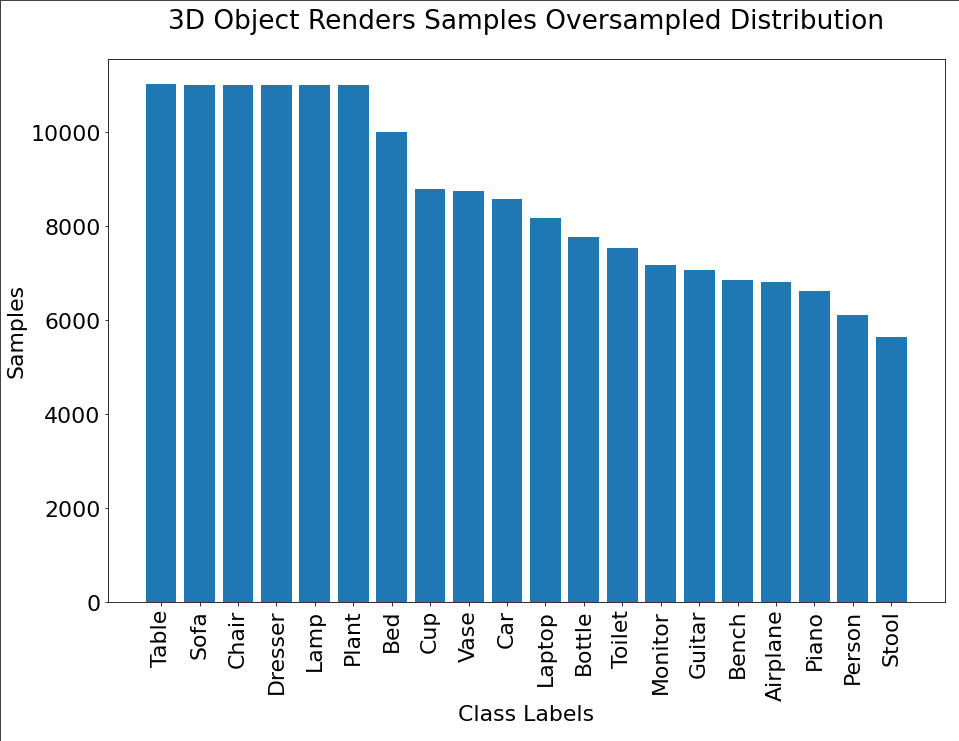 3D Object Renders Samples Oversampled Distribution
10000
8000
6000
4000
2000
0
Samples
Table
Sofa
Chair
Dresser
Lamp
Plant
Bed
Cup
Vase
Car
Laptop
Bottle
Toilet
Monitor
Guitar
Bench
Airplane
Piano
Person
Stool
Class Labels